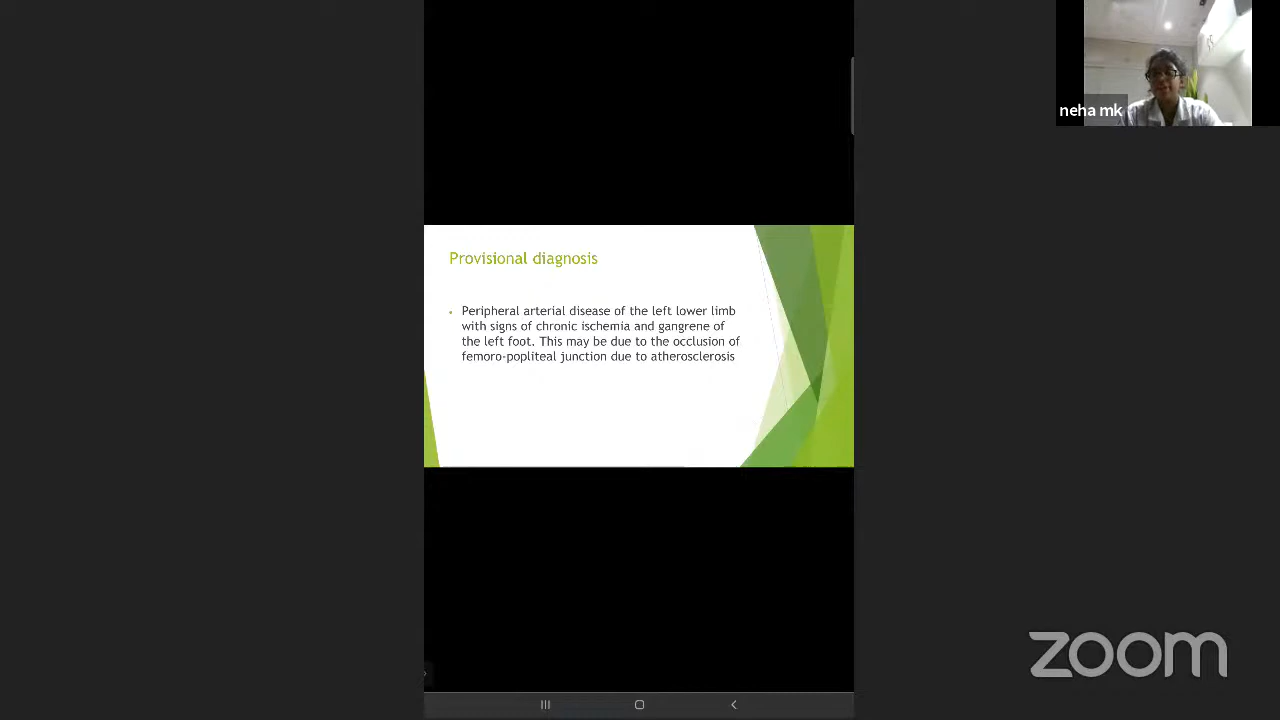 neha mk
Provisional diagnosis
• Peripheral arterial disease of the left lower limb
with signs of chronic ischemia and gangrene of
the left foot. This may be due to the occlusion of
femoro-popliteal junction due to atherosclerosis
zoom